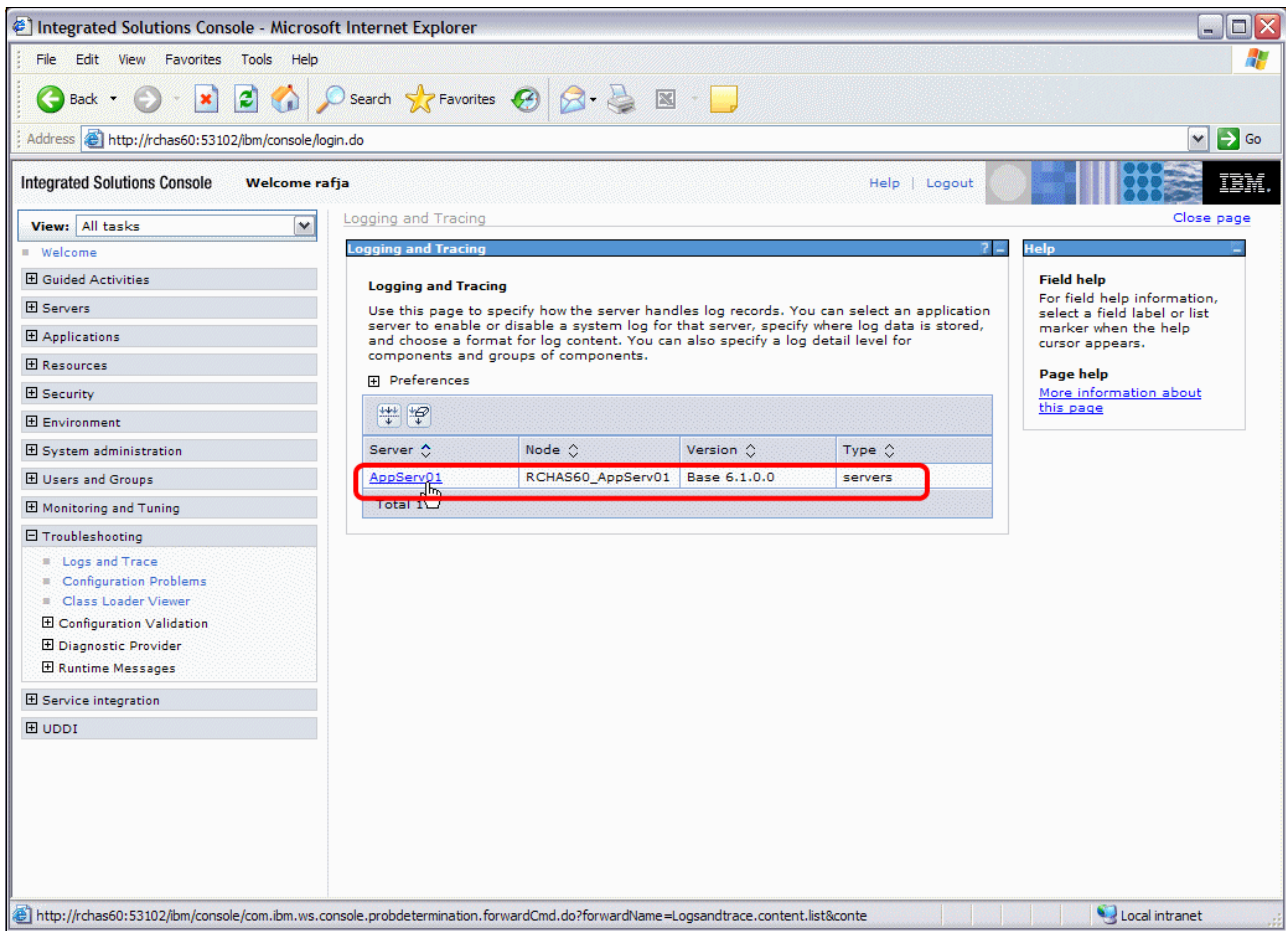 Integrated Solutions Console - Microsoft Internet Explorer
File Edit View Favorites Tools Help
Back Search Favorites
Address http://rchas60:53102/ibm/console/login.do Go
Integrated Solutions Console Welcome rafja Help | Logout IBM.
View: All tasks
Welcome
Guided Activities
Servers
Applications
Resources
Security
Environment
System administration
Users and Groups
Monitoring and Tuning
Troubleshooting
Logs and Trace
Configuration Problems
Class Loader Viewer
Configuration Validation
Diagnostic Provider
Runtime Messages
Service integration
UDDI
Logging and Tracing Close page
Logging and Tracing ? -
Logging and Tracing
Use this page to specify how the server handles log records. You can select an application
server to enable or disable a system log for that server, specify where log data is stored,
and choose a format for log content. You can also specify a log detail level for
components and groups of components.
Preferences
Server Node Version Type
AppServ01 RCHAS60_AppServ01 Base 6.1.0.0 servers
Total 1
Help
Field help
For field help information,
select a field label or list
marker when the help
cursor appears.
Page help
More information about
this page
http://rchas60:53102/ibm/console/com.ibm.ws.console.probdetermination.forwardCmd.do?forwardName=Logsandtrace.content.list&conte Local intranet